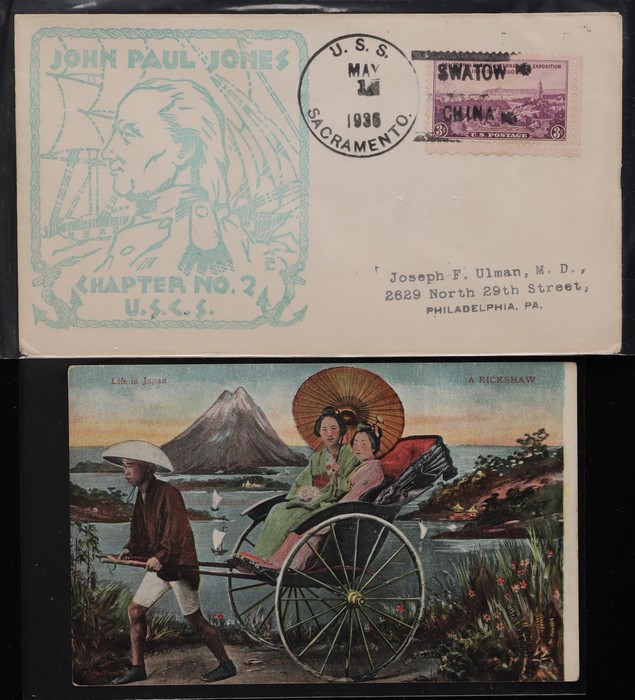 JOHN PAUL JONES
CHAPTER NO. 2
U.S.C.S.
U. S. S.
MAY
1936
SACRAMENTO.
SWATOW
CHINA
EXPOSITION
3¢ U.S. POSTAGE 3¢
Joseph F. Ulman, M. D.,
2629 North 29th Street,
PHILADELPHIA, PA.
Life in Japan
A RICKSHAW